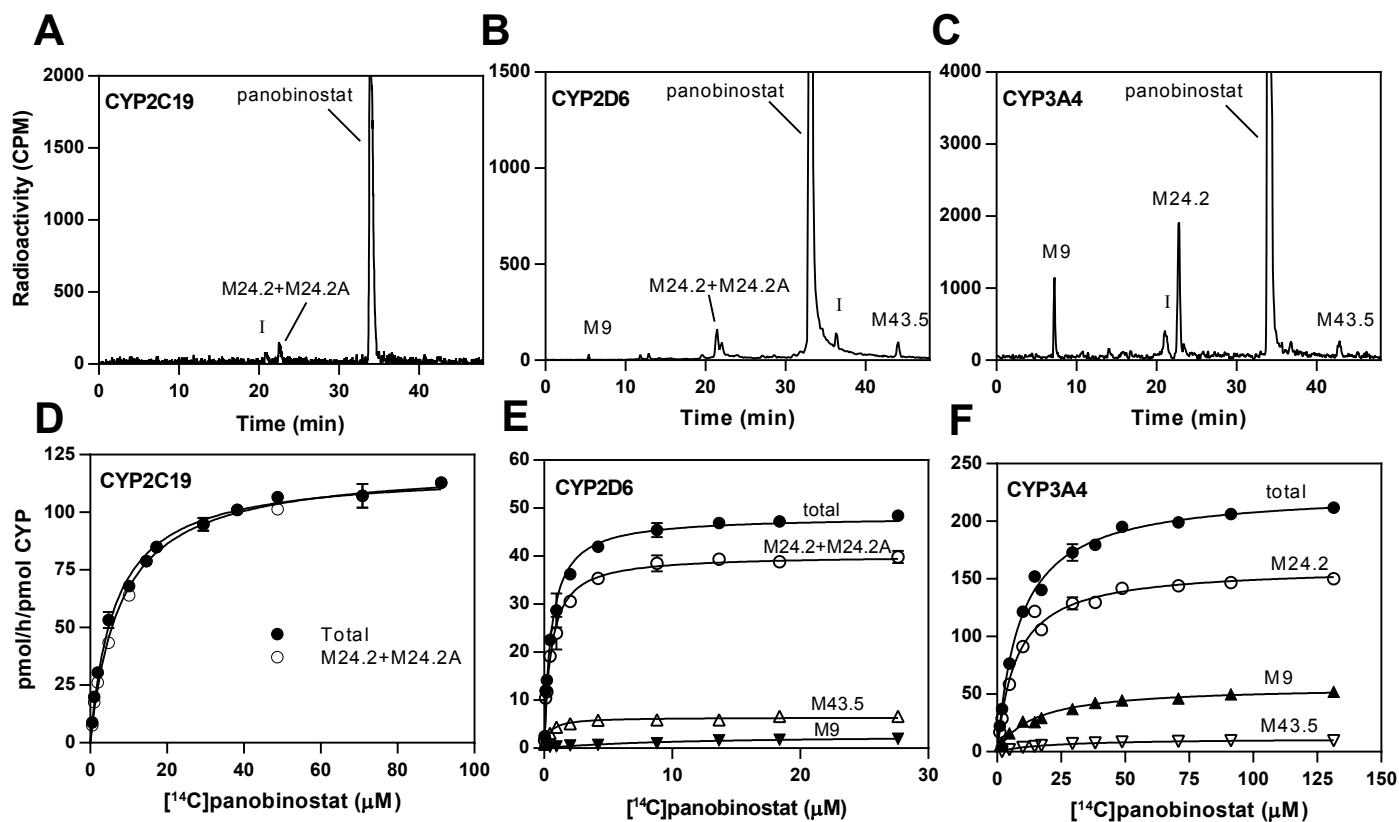 A
Radioactivity (CPM)
2000
1500
1000
500
0
CYP2C19
panobinostat
M24.2+M24.2A
I
0 10 20 30 40
Time (min)
B
1500
1000
500
0
CYP2D6
panobinostat
M24.2+M24.2A
M9
I
M43.5
0 10 20 30 40
Time (min)
C
4000
3000
2000
1000
0
CYP3A4
panobinostat
M24.2
M9
I
M43.5
0 10 20 30 40
Time (min)
D
pmol/h/pmol CYP
125
100
75
50
25
0
CYP2C19
Total
M24.2+M24.2A
0 20 40 60 80 100
[¹⁴C]panobinostat (μM)
E
60
50
40
30
20
10
0
CYP2D6
total
M24.2+M24.2A
M43.5
M9
0 10 20 30
[¹⁴C]panobinostat (μM)
F
250
200
150
100
50
0
CYP3A4
total
M24.2
M9
M43.5
0 25 50 75 100 125 150
[¹⁴C]panobinostat (μM)